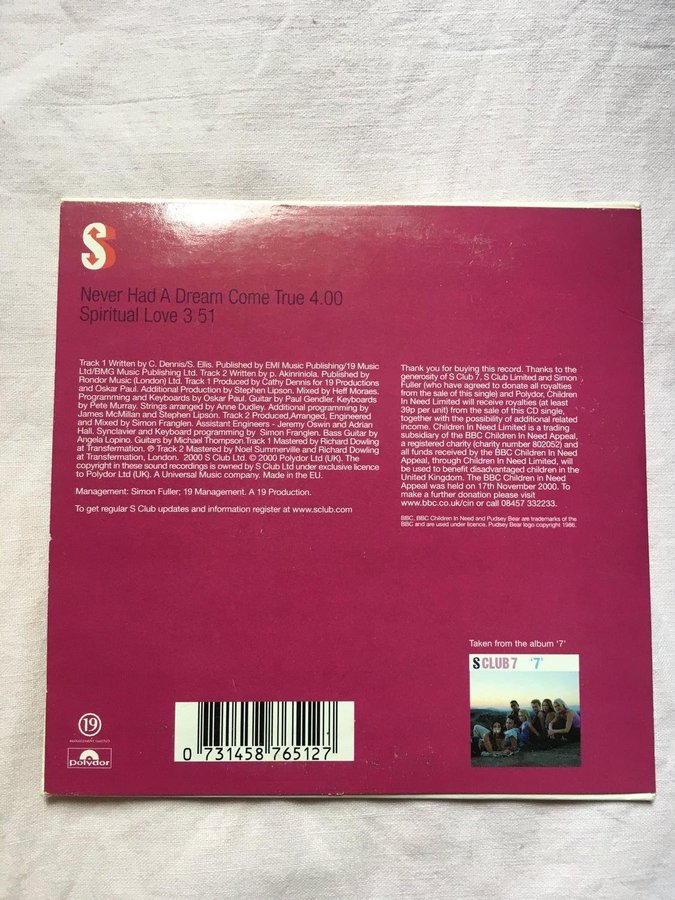 S
Never Had A Dream Come True 4.00
Spiritual Love 3.51
Track 1 Written by C. Dennis/S. Ellis. Published by EMI Music Publishing/19 Music
Ltd/BMG Music Publishing Ltd. Track 2 Written by p. Akinriniola. Published by
Rondor Music (London) Ltd. Track 1 Produced by Cathy Dennis for 19 Productions
and Oskar Paul. Additional Production by Stephen Lipson. Mixed by Heff Moraes.
Programming and Keyboards by Oskar Paul. Guitar by Paul Gendler. Keyboards
by Pete Murray. Strings arranged by Anne Dudley. Additional programming by
James McMillan and Stephen Lipson. Track 2 Produced,Arranged, Engineered
and Mixed by Simon Franglen. Assistant Engineers - Jeremy Oswin and Adrian
Hall, Synclavier and Keyboard programming by Simon Franglen. Bass Guitar by
Angela Lopino. Guitars by Michael Thompson.Track 1 Mastered by Richard Dowling
at Transfermation. ℗ Track 2 Mastered by Noel Summerville and Richard Dowling
at Transfermation, London. 2000 S Club Ltd. © 2000 Polydor Ltd (UK). The
copyright in these sound recordings is owned by S Club Ltd under exclusive licence
to Polydor Ltd (UK). A Universal Music company. Made in the EU.
Management: Simon Fuller; 19 Management. A 19 Production.
To get regular S Club updates and information register at www.sclub.com
Thank you for buying this record. Thanks to the
generosity of S Club 7, S Club Limited and Simon
Fuller (who have agreed to donate all royalties
from the sale of this single) and Polydor, Children
In Need Limited will receive royalties (at least
39p per unit) from the sale of this CD single,
together with the possibility of additional related
income. Children In Need Limited is a trading
subsidiary of the BBC Children In Need Appeal,
a registered charity (charity number 802052) and
all funds received by the BBC Children in Need
Appeal, through Children In Need Limited, will
be used to benefit disadvantaged children in the
United Kingdom. The BBC Children in Need
Appeal was held on 17th November 2000. To
make a further donation please visit
www.bbc.co.uk/cin or call 08457 332233.
BBC, BBC Children In Need and Pudsey Bear are trademarks of the
BBC and are used under licence. Pudsey Bear logo copyright 1986.
Taken from the album '7'
S CLUB 7 '7'
19
Polydor
0 731458 765127